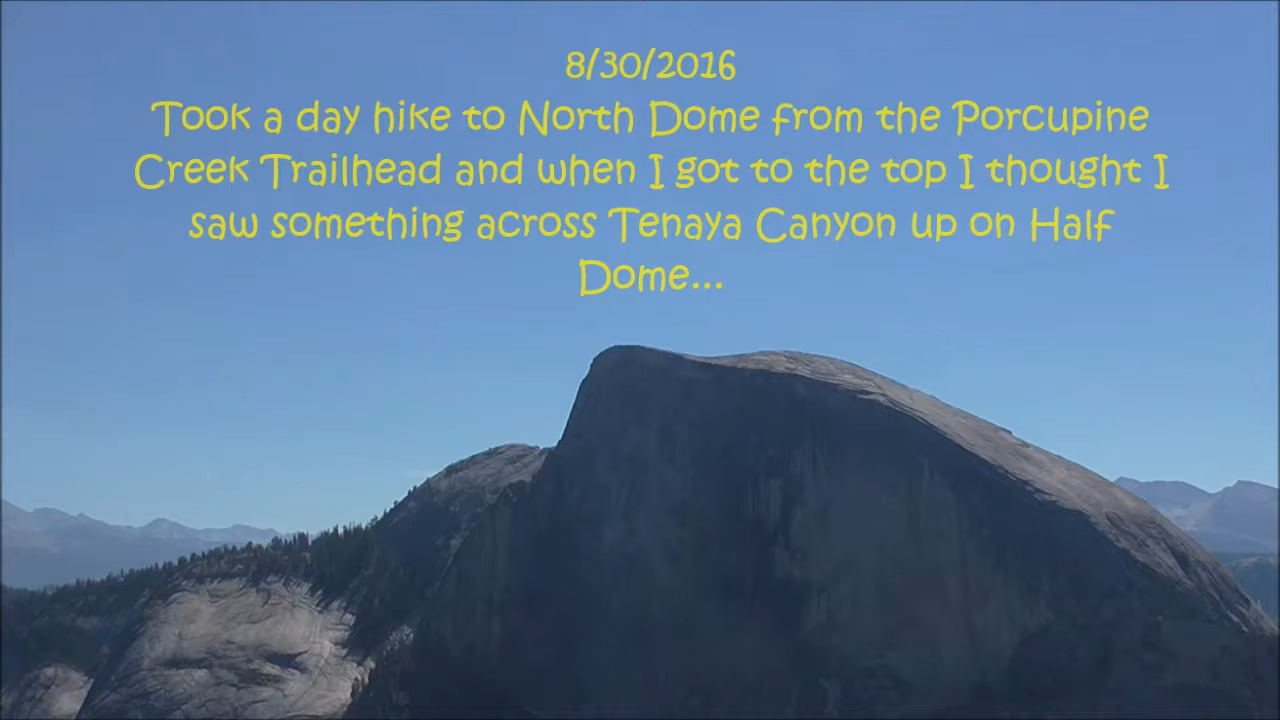 8/30/2016
Took a day hike to North Dome from the Porcupine
Creek Trailhead and when I got to the top I thought I
saw something across Tenaya Canyon up on Half
Dome...